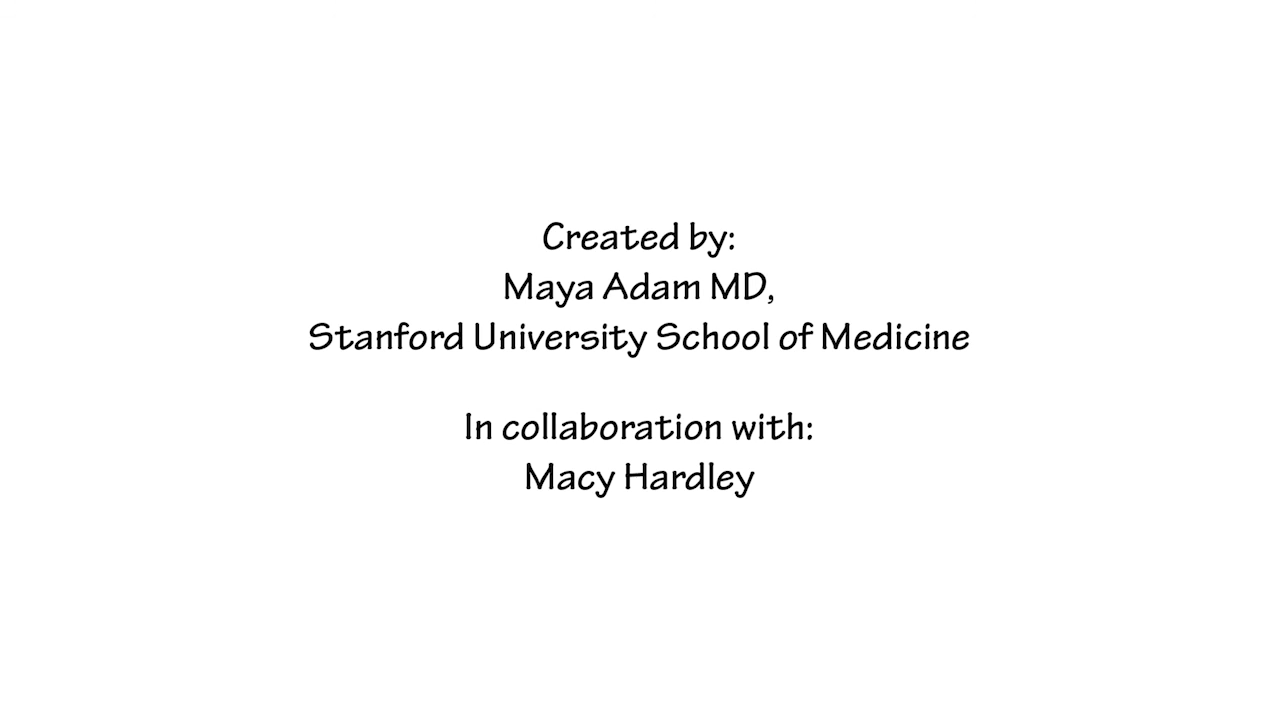 Created by:
Maya Adam MD,
Stanford University School of Medicine
In collaboration with:
Macy Hardley